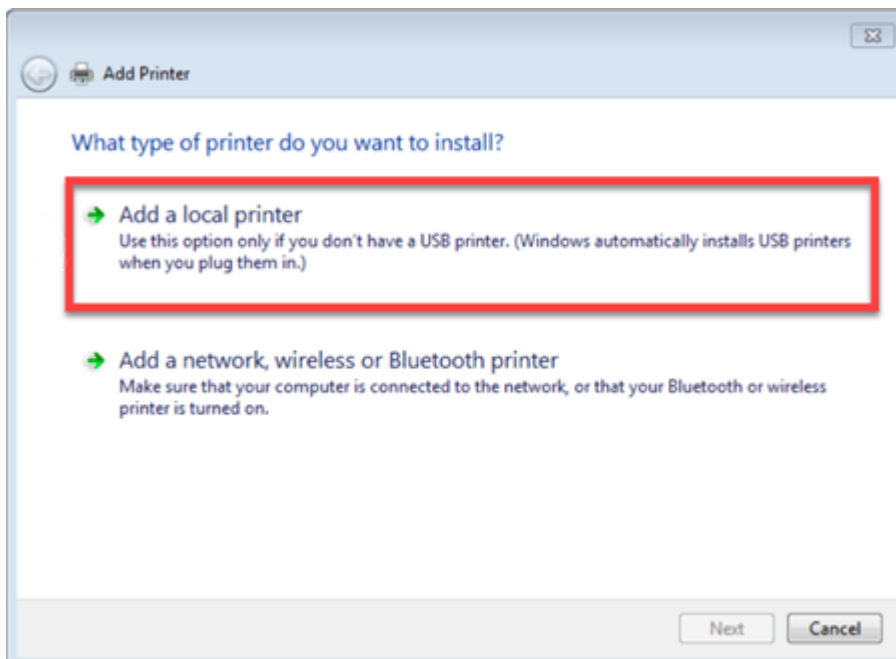 Add Printer
What type of printer do you want to install?
Add a local printer
Use this option only if you don't have a USB printer. (Windows automatically installs USB printers
when you plug them in.)
Add a network, wireless or Bluetooth printer
Make sure that your computer is connected to the network, or that your Bluetooth or wireless
printer is turned on.
Next
Cancel